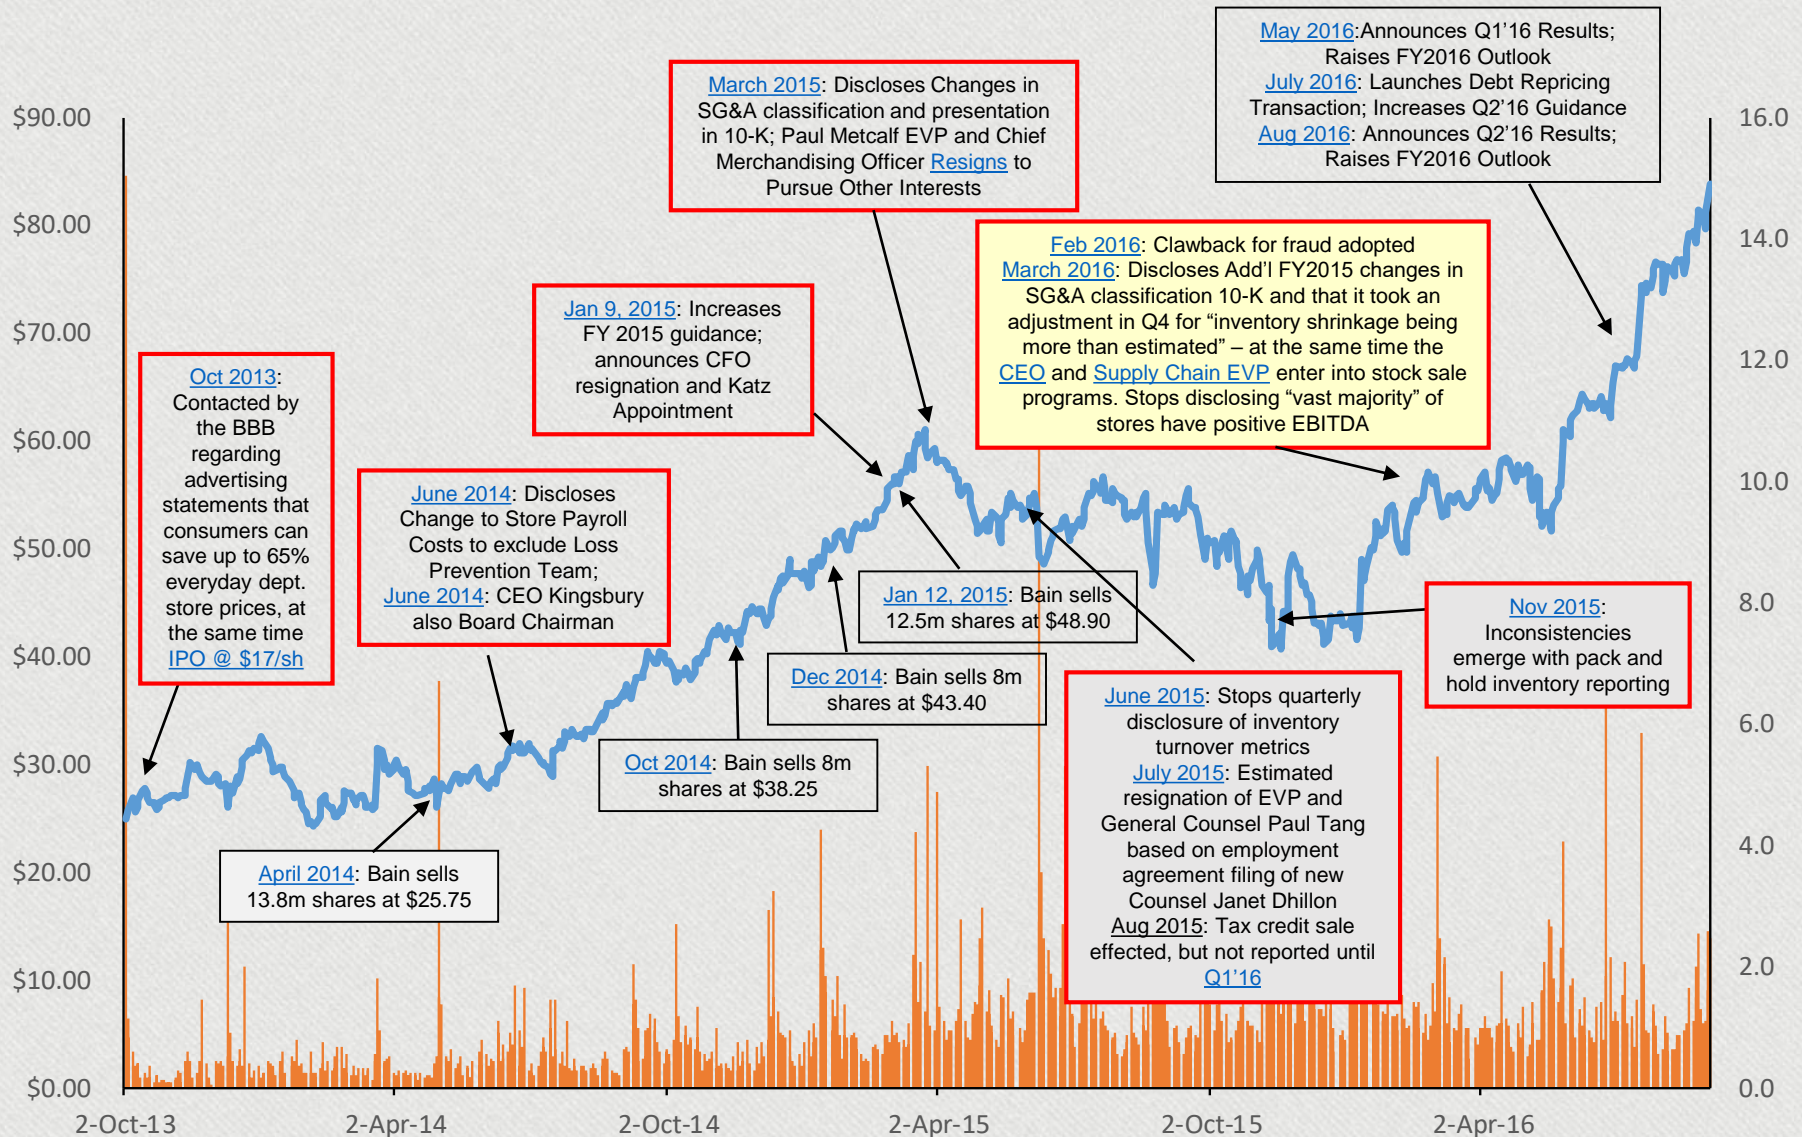 May 2016:Announces Q1’16 Results;
Raises FY2016 Outlook
July 2016: Launches Debt Repricing
Transaction; Increases Q2’16 Guidance
Aug 2016: Announces Q2’16 Results;
Raises FY2016 Outlook
March 2015: Discloses Changes in
SG&A classification and presentation
in 10-K; Paul Metcalf EVP and Chief
Merchandising Officer Resigns to
Pursue Other Interests
Feb 2016: Clawback for fraud adopted
March 2016: Discloses Add’l FY2015 changes in
SG&A classification 10-K and that it took an
adjustment in Q4 for “inventory shrinkage being
more than estimated” – at the same time the
CEO and Supply Chain EVP enter into stock sale
programs. Stops disclosing “vast majority” of
stores have positive EBITDA
Jan 9, 2015: Increases
FY 2015 guidance;
announces CFO
resignation and Katz
Appointment
Oct 2013:
Contacted by
the BBB
regarding
advertising
statements that
consumers can
save up to 65%
everyday dept.
store prices, at
the same time
IPO @ $17/sh
June 2014: Discloses
Change to Store Payroll
Costs to exclude Loss
Prevention Team;
June 2014: CEO Kingsbury
also Board Chairman
Jan 12, 2015: Bain sells
12.5m shares at $48.90
Dec 2014: Bain sells 8m
shares at $43.40
Oct 2014: Bain sells 8m
shares at $38.25
April 2014: Bain sells
13.8m shares at $25.75
Nov 2015:
Inconsistencies
emerge with pack and
hold inventory reporting
June 2015: Stops quarterly
disclosure of inventory
turnover metrics
July 2015: Estimated
resignation of EVP and
General Counsel Paul Tang
based on employment
agreement filing of new
Counsel Janet Dhillon
Aug 2015: Tax credit sale
effected, but not reported until
Q1’16
$90.00
$80.00
$70.00
$60.00
$50.00
$40.00
$30.00
$20.00
$10.00
$0.00
16.0
14.0
12.0
10.0
8.0
6.0
4.0
2.0
0.0
2-Oct-13
2-Apr-14
2-Oct-14
2-Apr-15
2-Oct-15
2-Apr-16